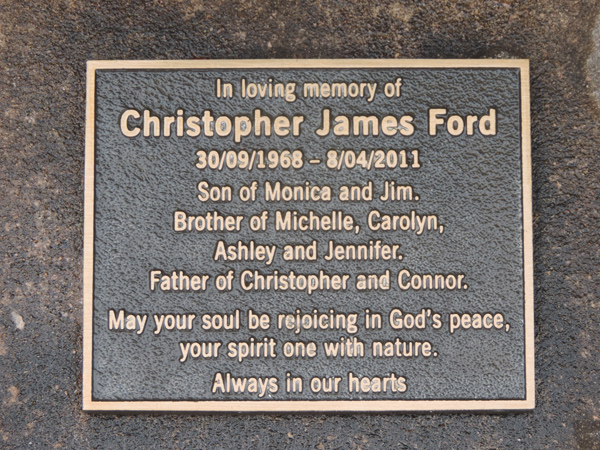 In loving memory of
Christopher James Ford
30/09/1968 – 8/04/2011
Son of Monica and Jim.
Brother of Michelle, Carolyn,
Ashley and Jennifer.
Father of Christopher and Connor.
May your soul be rejoicing in God's peace,
your spirit one with nature.
Always in our hearts